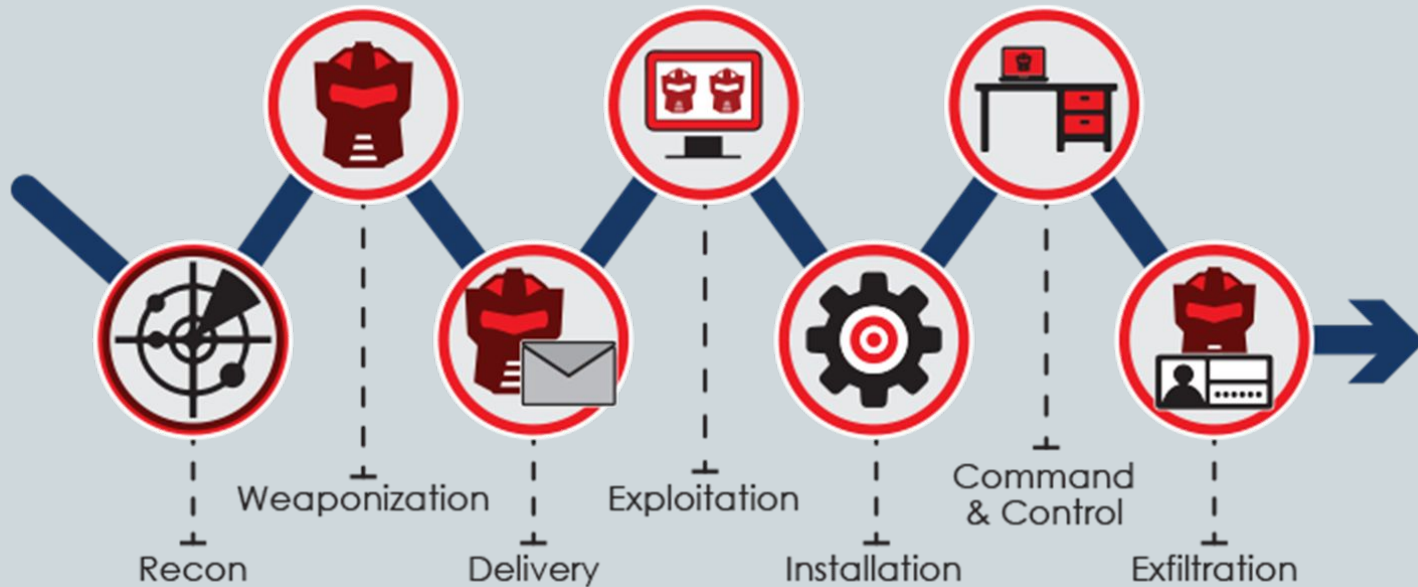 Recon
Weaponization
Delivery
Exploitation
Installation
Command
& Control
Exfiltration